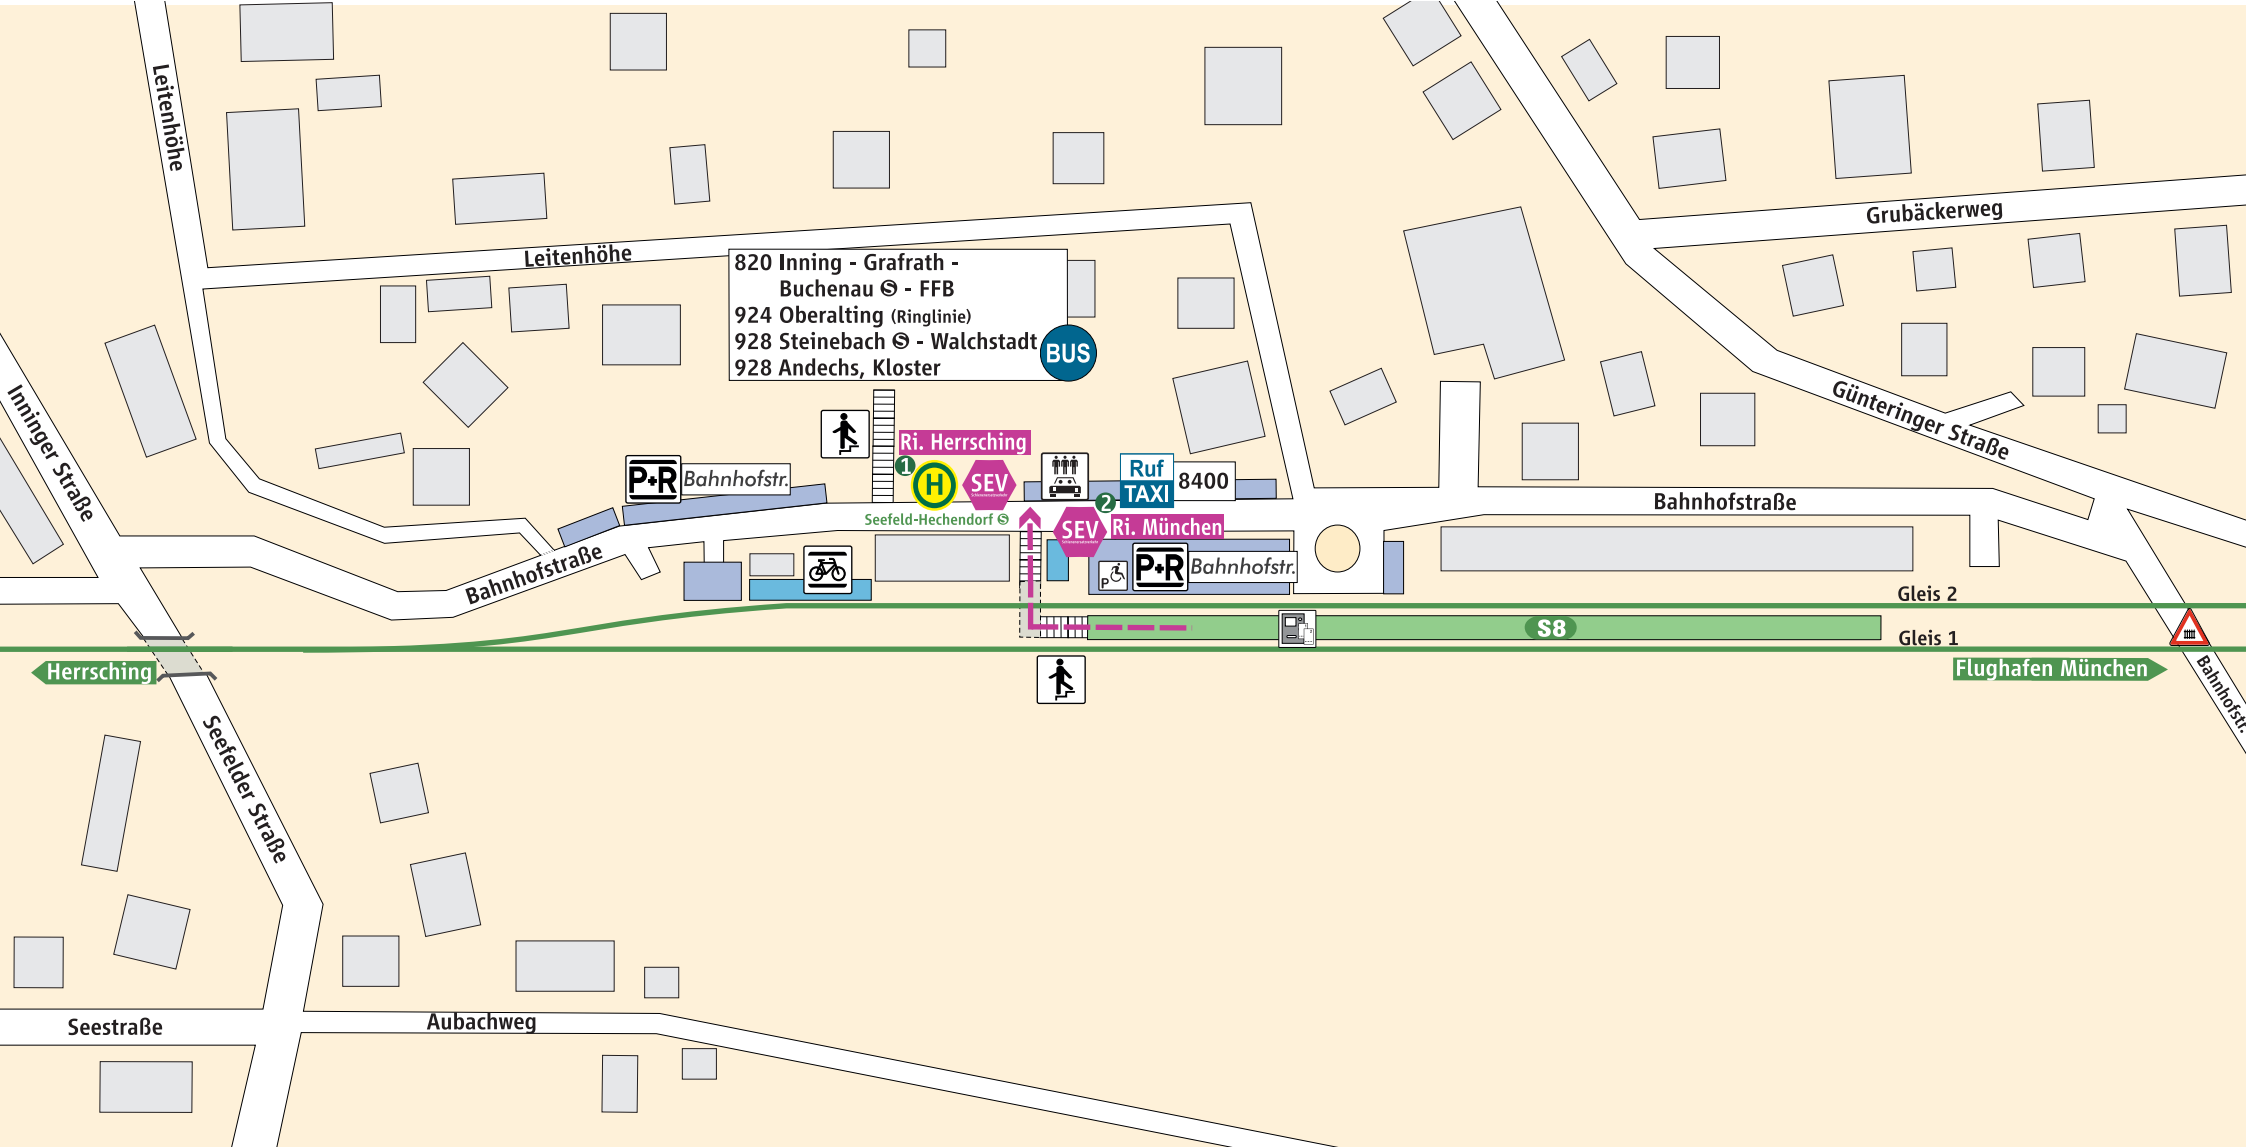 Leitenhöhe
Leitenhöhe
Grubäckerweg
820 Inning - Grafrath -
Buchenau S - FFB
924 Oberalting (Ringlinie)
928 Steinebach S - Walchstadt
928 Andechs, Kloster
BUS
Inninger Straße
Günteringer Straße
Ri. Herrsching
1
H
SEV
P+R Bahnhofstr.
Ruf
TAXI
8400
2
Seefeld-Hechendorf S
SEV
Ri. München
Bahnhofstraße
Bahnhofstraße
P
P+R Bahnhofstr.
Gleis 2
S8
Gleis 1
Herrsching
Flughafen München
Bahnhofstr.
Seefelder Straße
Seestraße
Aubachweg